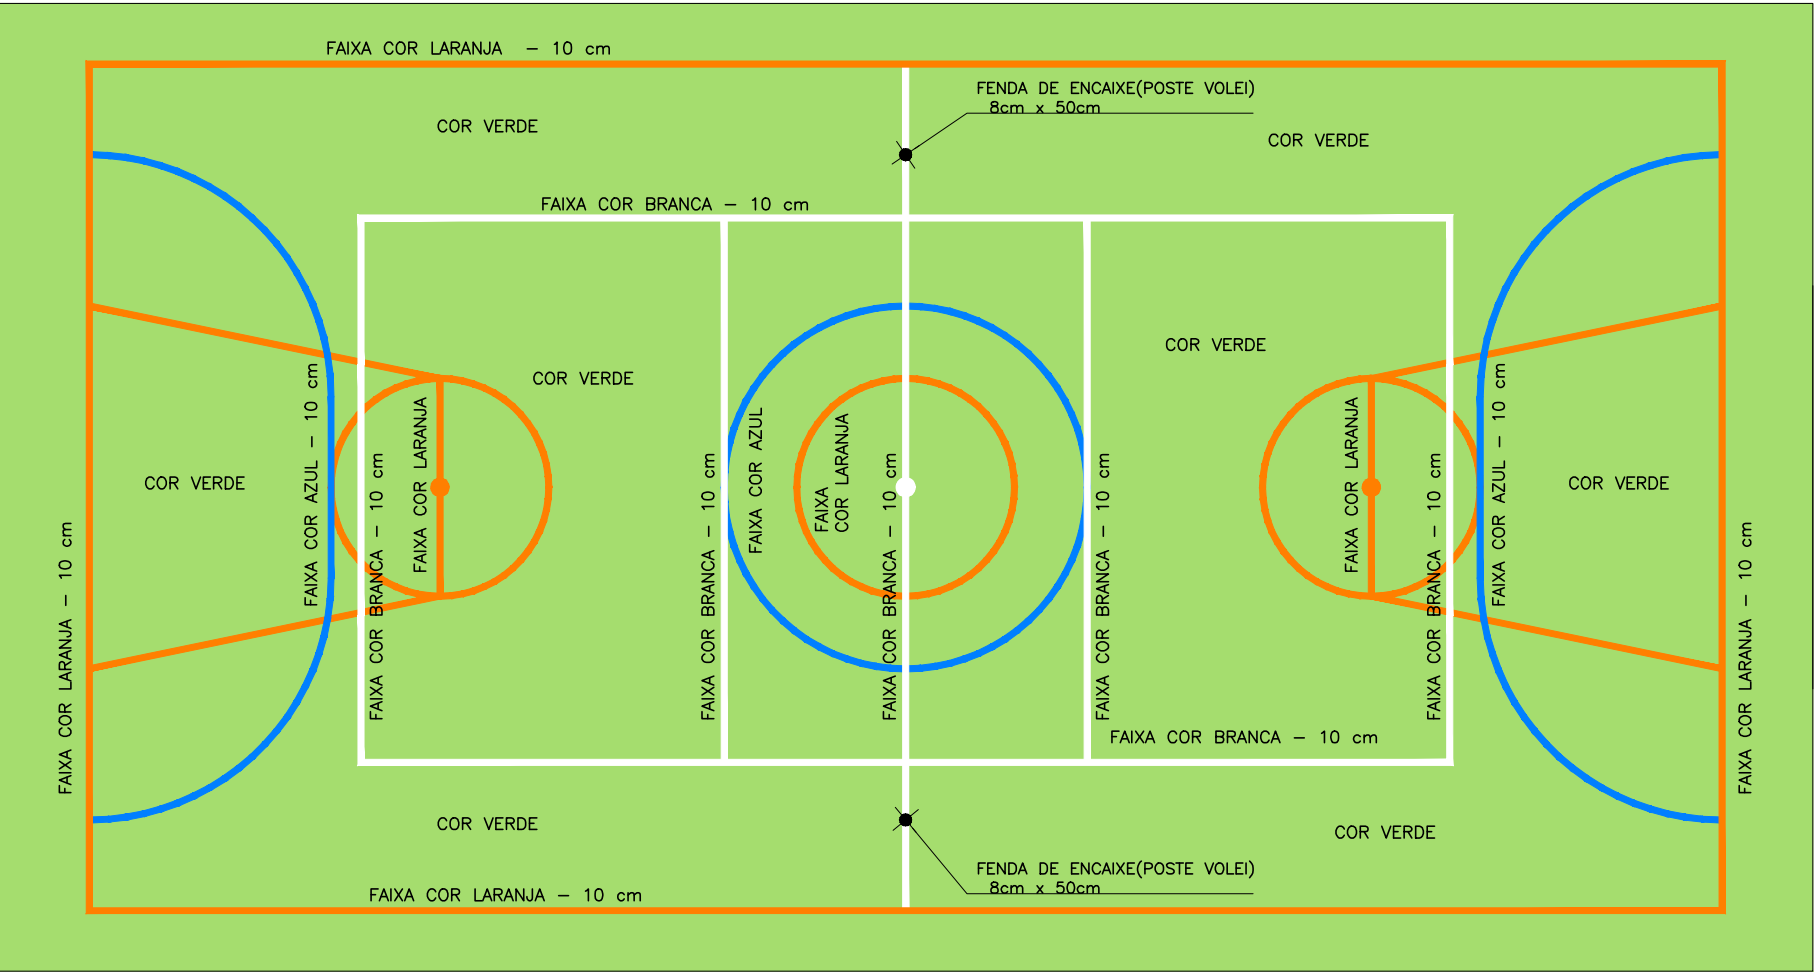 FAIXA COR LARANJA  - 10 cm
FENDA DE ENCAIXE(POSTE VOLEI)
8cm x 50cm
COR VERDE
COR VERDE
FAIXA COR BRANCA - 10 cm
COR VERDE
COR VERDE
COR VERDE
FAIXA COR LARANJA - 10 cm
FAIXA COR AZUL - 10 cm
FAIXA COR BRANCA - 10 cm
FAIXA COR LARANJA
FAIXA COR BRANCA - 10 cm
FAIXA COR AZUL
FAIXA
COR LARANJA
FAIXA COR BRANCA - 10 cm
FAIXA COR BRANCA - 10 cm
FAIXA COR LARANJA
FAIXA COR BRANCA - 10 cm
FAIXA COR AZUL - 10 cm
COR VERDE
FAIXA COR LARANJA - 10 cm
FAIXA COR BRANCA - 10 cm
COR VERDE
COR VERDE
FENDA DE ENCAIXE(POSTE VOLEI)
8cm x 50cm
FAIXA COR LARANJA - 10 cm